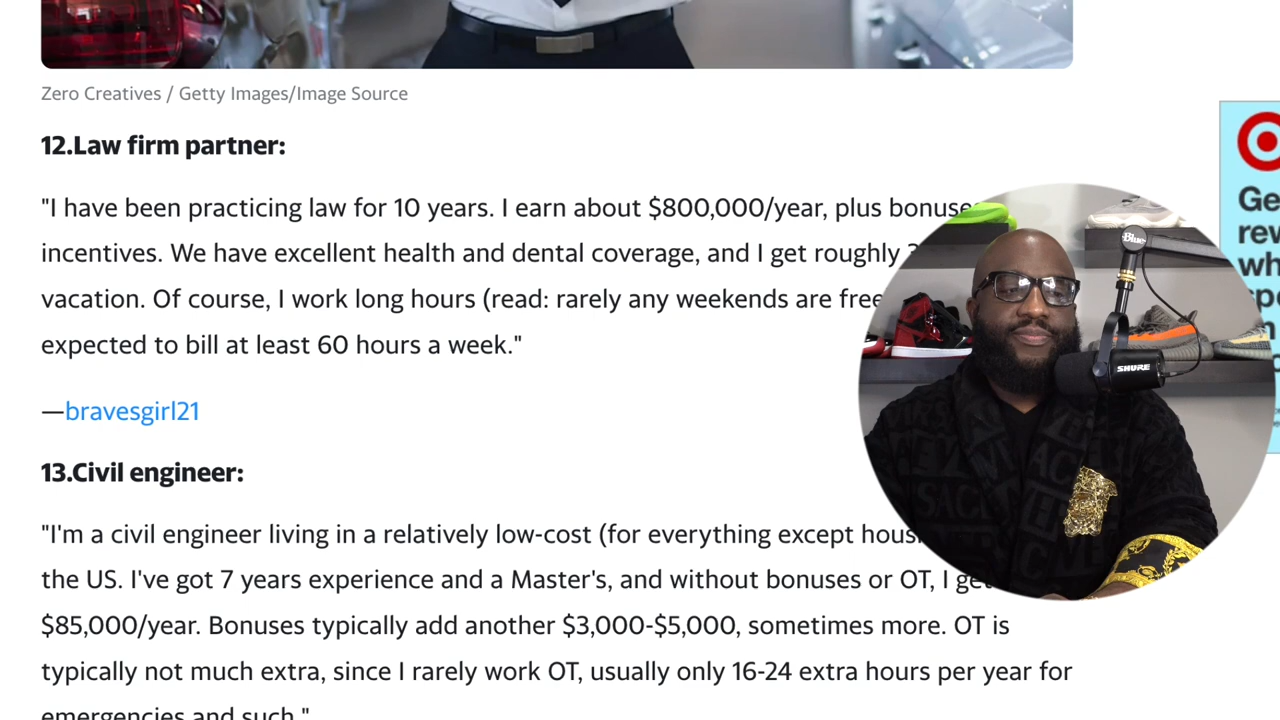 Zero Creatives / Getty Images/Image Source
12.Law firm partner:
"I have been practicing law for 10 years. I earn about $800,000/year, plus
incentives. We have excellent health and dental coverage, and I get roughly
vacation. Of course, I work long hours (read: rarely any weekends are free
expected to bill at least 60 hours a week."
—bravesgirl21
13.Civil engineer:
"I'm a civil engineer living in a relatively low-cost (for everything except
the US. I've got 7 years experience and a Master's, and without bonuses or OT, I
$85,000/year. Bonuses typically add another $3,000-$5,000, sometimes more. OT is
typically not much extra, since I rarely work OT, usually only 16-24 extra hours per year for
emergencies and such."
Blue
SHURE